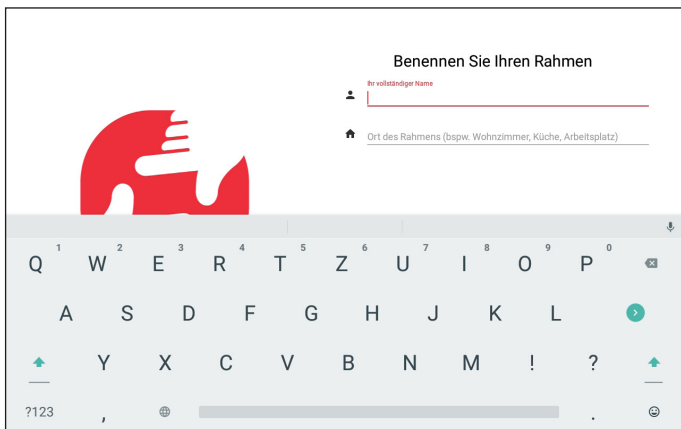 Benennen Sie Ihren Rahmen
Ihr vollständiger Name
Ort des Rahmens (bspw. Wohnzimmer, Küche, Arbeitsplatz)
Q 1 W 2 E 3 R 4 T 5 Z 6 U 7 I 8 O 9 P 0
A S D F G H J K L
Y X C V B N M ! ?
?123 , .